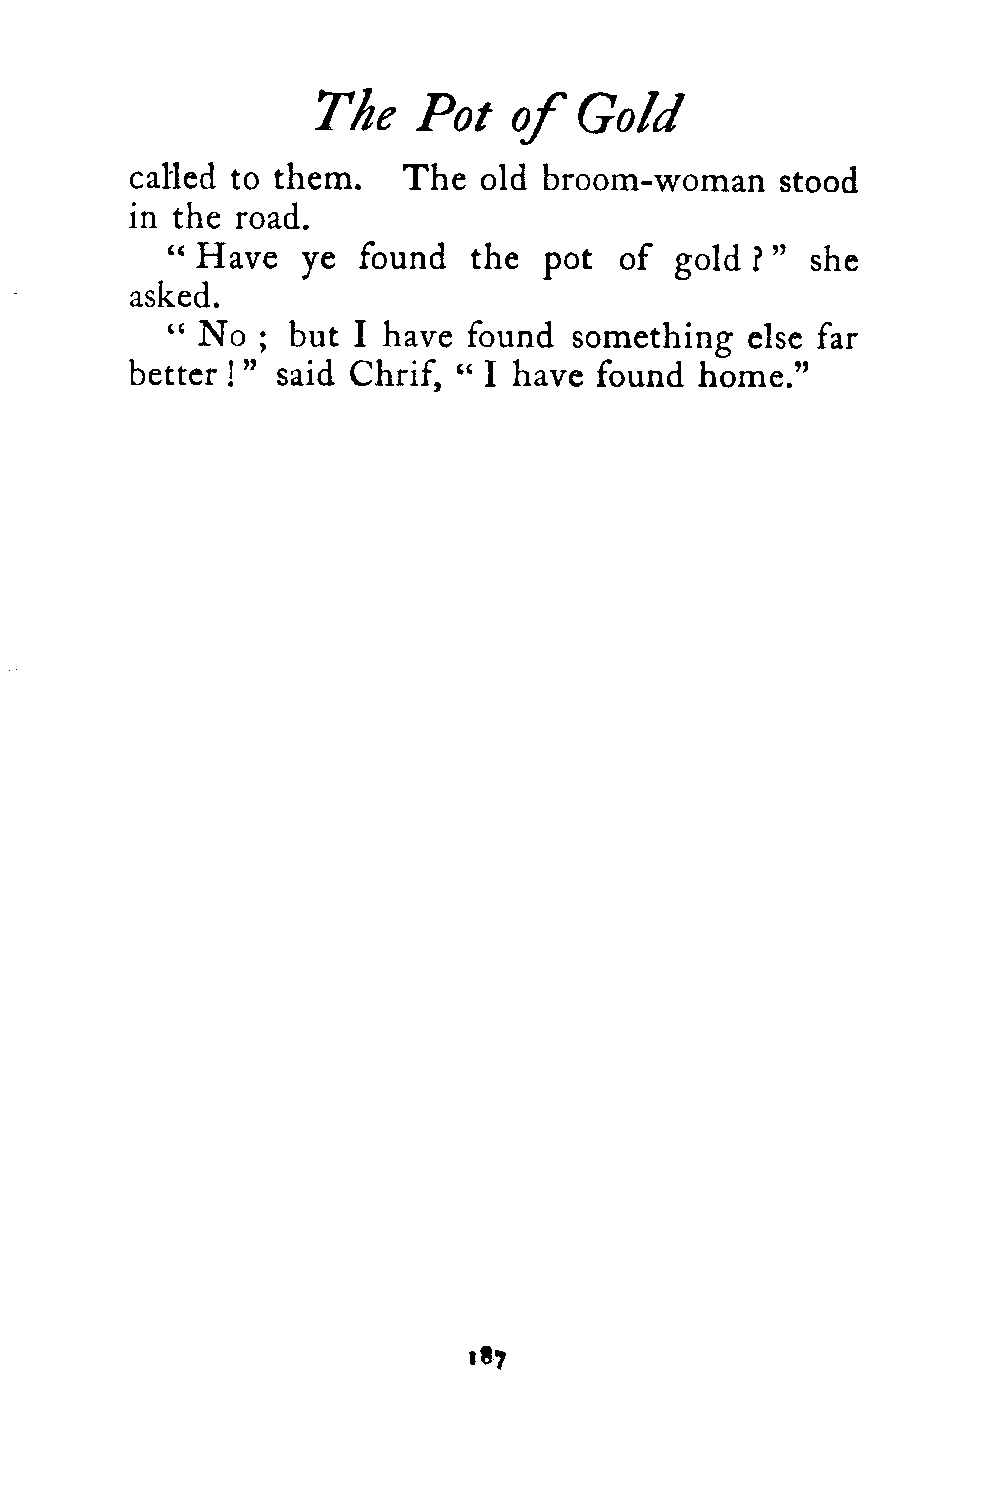 The Pot of Gold
called to them. The old broom-woman stood
in the road.
“ Have ye found the pot of gold ? ” she
asked.
“ No ; but I have found something else far
better ! ” said Chrif, “ I have found home.”
187